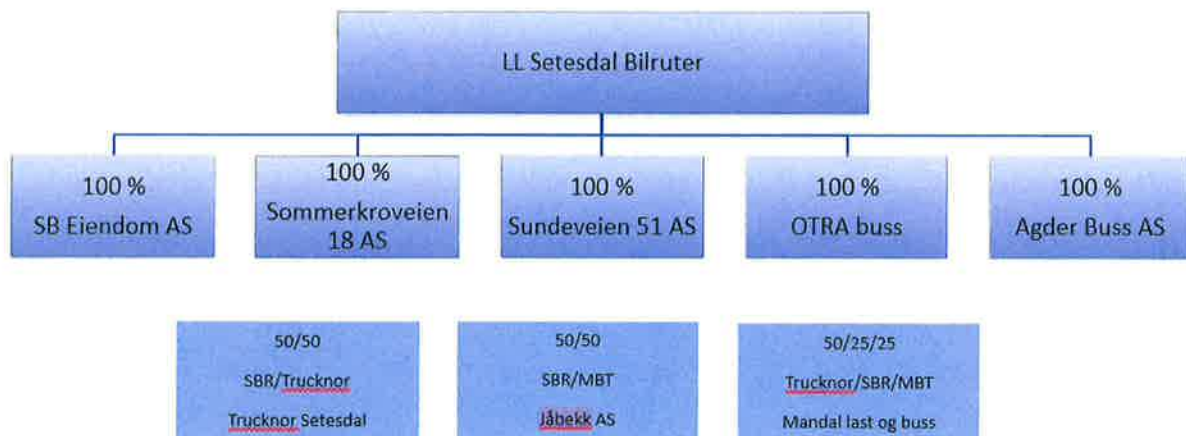 LL Setesdal Bilruter
100 %
SB Eiendom AS
100 %
Sommerkroveien
18 AS
100 %
Sundeveien 51 AS
100 %
OTRA buss
100 %
Agder Buss AS
50/50
SBR/Trucknor
Trucknor Setesdal
50/50
SBR/MBT
Jåbekk AS
50/25/25
Trucknor/SBR/MBT
Mandal last og buss